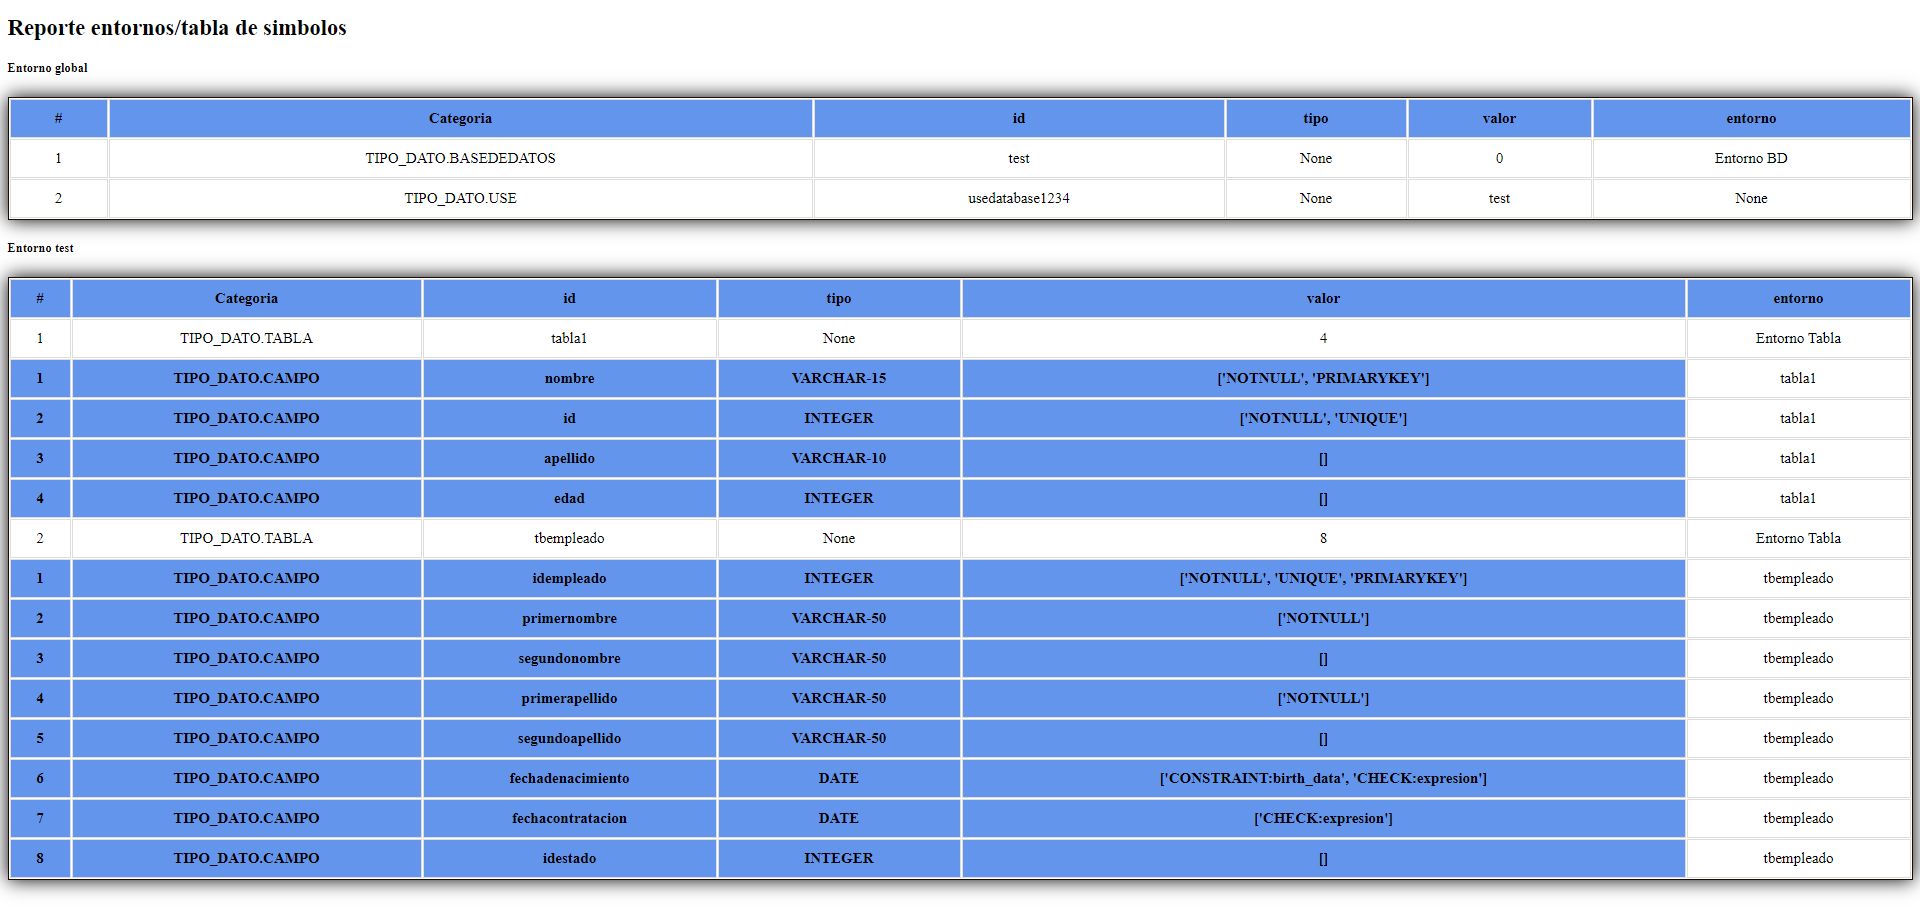 Reporte entornos/tabla de simbolos
Entorno global
# Categoria id tipo valor entorno
1 TIPO_DATO.BASEDEDATOS test None 0 Entorno BD
2 TIPO_DATO.USE usedatabase1234 None test None
Entorno test
# Categoria id tipo valor entorno
1 TIPO_DATO.TABLA tabla1 None 4 Entorno Tabla
1 TIPO_DATO.CAMPO nombre VARCHAR-15 ['NOTNULL', 'PRIMARYKEY'] tabla1
2 TIPO_DATO.CAMPO id INTEGER ['NOTNULL', 'UNIQUE'] tabla1
3 TIPO_DATO.CAMPO apellido VARCHAR-10 [] tabla1
4 TIPO_DATO.CAMPO edad INTEGER [] tabla1
2 TIPO_DATO.TABLA tbempleado None 8 Entorno Tabla
1 TIPO_DATO.CAMPO idempleado INTEGER ['NOTNULL', 'UNIQUE', 'PRIMARYKEY'] tbempleado
2 TIPO_DATO.CAMPO primernombre VARCHAR-50 ['NOTNULL'] tbempleado
3 TIPO_DATO.CAMPO segundonombre VARCHAR-50 [] tbempleado
4 TIPO_DATO.CAMPO primerapellido VARCHAR-50 ['NOTNULL'] tbempleado
5 TIPO_DATO.CAMPO segundoapellido VARCHAR-50 [] tbempleado
6 TIPO_DATO.CAMPO fechadenacimiento DATE ['CONSTRAINT:birth_data', 'CHECK:expresion'] tbempleado
7 TIPO_DATO.CAMPO fechacontratacion DATE ['CHECK:expresion'] tbempleado
8 TIPO_DATO.CAMPO idestado INTEGER [] tbempleado